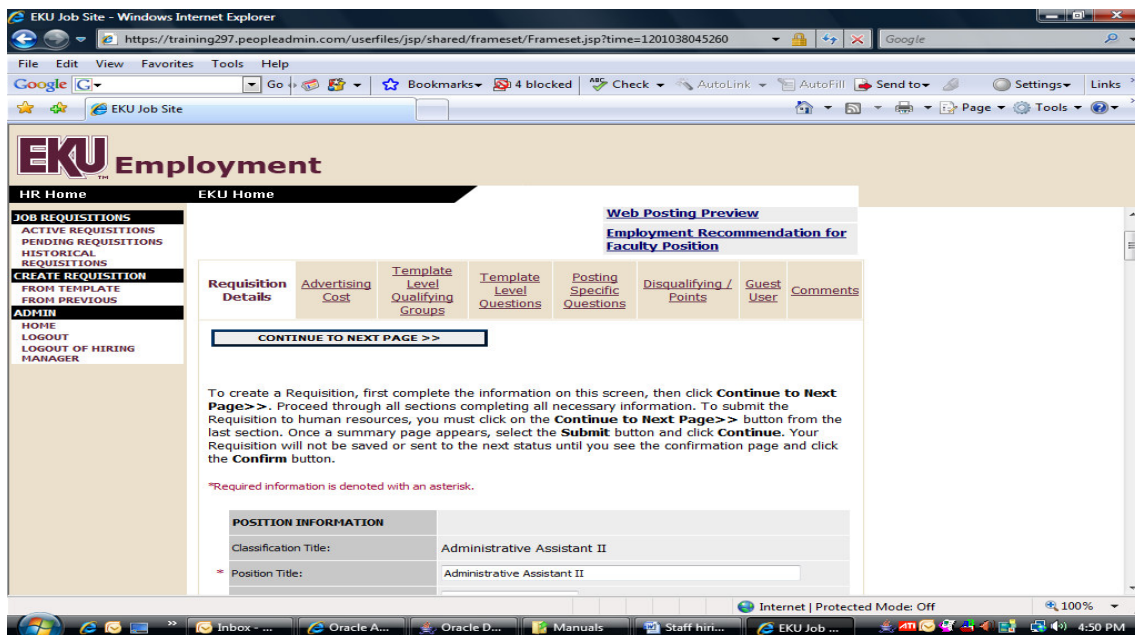 EKU Job Site - Windows Internet Explorer
https://training297.peopleadmin.com/userfiles/jsp/shared/frameset/Frameset.jsp?time=1201038045260
Google
File Edit View Favorites Tools Help
Google G Go Bookmarks 4 blocked ABC Check AutoLink AutoFill Send to Settings Links
EKU Job Site Page Tools
EKU Employment
TM
HR Home EKU Home
JOB REQUISITIONS
ACTIVE REQUISITIONS
PENDING REQUISITIONS
HISTORICAL
REQUISITIONS
CREATE REQUISITION
FROM TEMPLATE
FROM PREVIOUS
ADMIN
HOME
LOGOUT
LOGOUT OF HIRING
MANAGER
Web Posting Preview
Employment Recommendation for
Faculty Position
Requisition
Details
Advertising
Cost
Template
Level
Qualifying
Groups
Template
Level
Questions
Posting
Specific
Questions
Disqualifying /
Points
Guest
User
Comments
CONTINUE TO NEXT PAGE >>
To create a Requisition, first complete the information on this screen, then click Continue to Next
Page>>. Proceed through all sections completing all necessary information. To submit the
Requisition to human resources, you must click on the Continue to Next Page>> button from the
last section. Once a summary page appears, select the Submit button and click Continue. Your
Requisition will not be saved or sent to the next status until you see the confirmation page and click
the Confirm button.
*Required information is denoted with an asterisk.
POSITION INFORMATION
Classification Title: Administrative Assistant II
* Position Title: Administrative Assistant II
Internet | Protected Mode: Off 100%
Inbox - ... Oracle A... Oracle D... Manuals Staff hiri... EKU Job ... ATI 4:50 PM